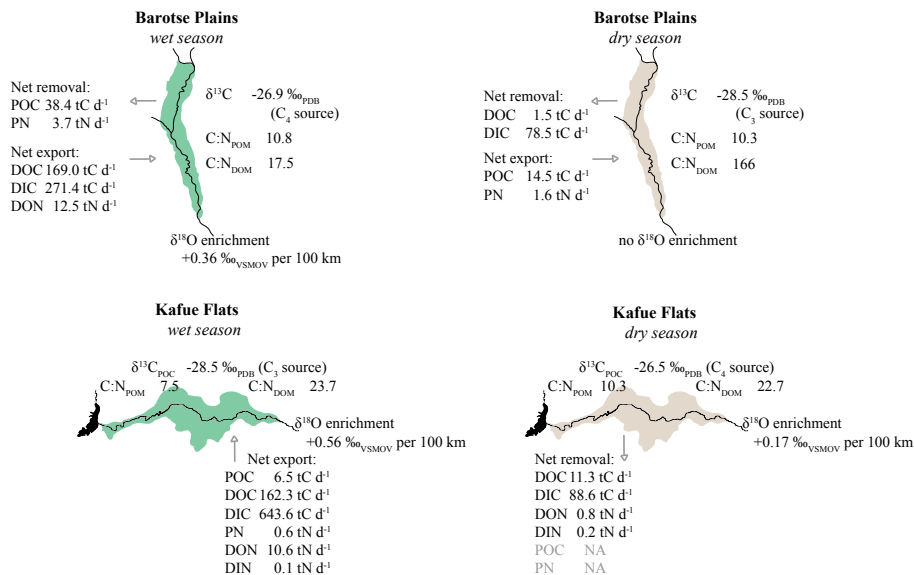 Barotse Plains
wet season
Net removal:
POC 38.4 tC d⁻¹
PN 3.7 tN d⁻¹
Net export:
DOC 169.0 tC d⁻¹
DIC 271.4 tC d⁻¹
DON 12.5 tN d⁻¹
δ¹³C -26.9 ‰PDB
(C₄ source)
C:NPOM 10.8
C:NDOM 17.5
δ¹⁸O enrichment
+0.36 ‰VSMOV per 100 km
Barotse Plains
dry season
Net removal:
DOC 1.5 tC d⁻¹
DIC 78.5 tC d⁻¹
Net export:
POC 14.5 tC d⁻¹
PN 1.6 tN d⁻¹
δ¹³C -28.5 ‰PDB
(C₃ source)
C:NPOM 10.3
C:NDOM 166
no δ¹⁸O enrichment
Kafue Flats
wet season
δ¹³CPOC -28.5 ‰PDB (C₃ source)
C:NPOM 7.5 C:NDOM 23.7
δ¹⁸O enrichment
+0.56 ‰VSMOV per 100 km
Net export:
POC 6.5 tC d⁻¹
DOC 162.3 tC d⁻¹
DIC 643.6 tC d⁻¹
PN 0.6 tN d⁻¹
DON 10.6 tN d⁻¹
DIN 0.1 tN d⁻¹
Kafue Flats
dry season
δ¹³CPOC -26.5 ‰PDB (C₄ source)
C:NPOM 10.3 C:NDOM 22.7
δ¹⁸O enrichment
+0.17 ‰VSMOV per 100 km
Net removal:
DOC 11.3 tC d⁻¹
DIC 88.6 tC d⁻¹
DON 0.8 tN d⁻¹
DIN 0.2 tN d⁻¹
POC NA
PN NA